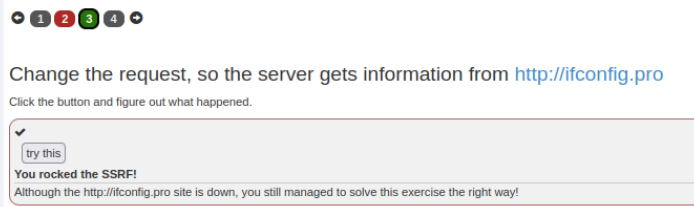 1 2 3 4
Change the request, so the server gets information from http://ifconfig.pro
Click the button and figure out what happened.
try this
You rocked the SSRF!
Although the http://ifconfig.pro site is down, you still managed to solve this exercise the right way!